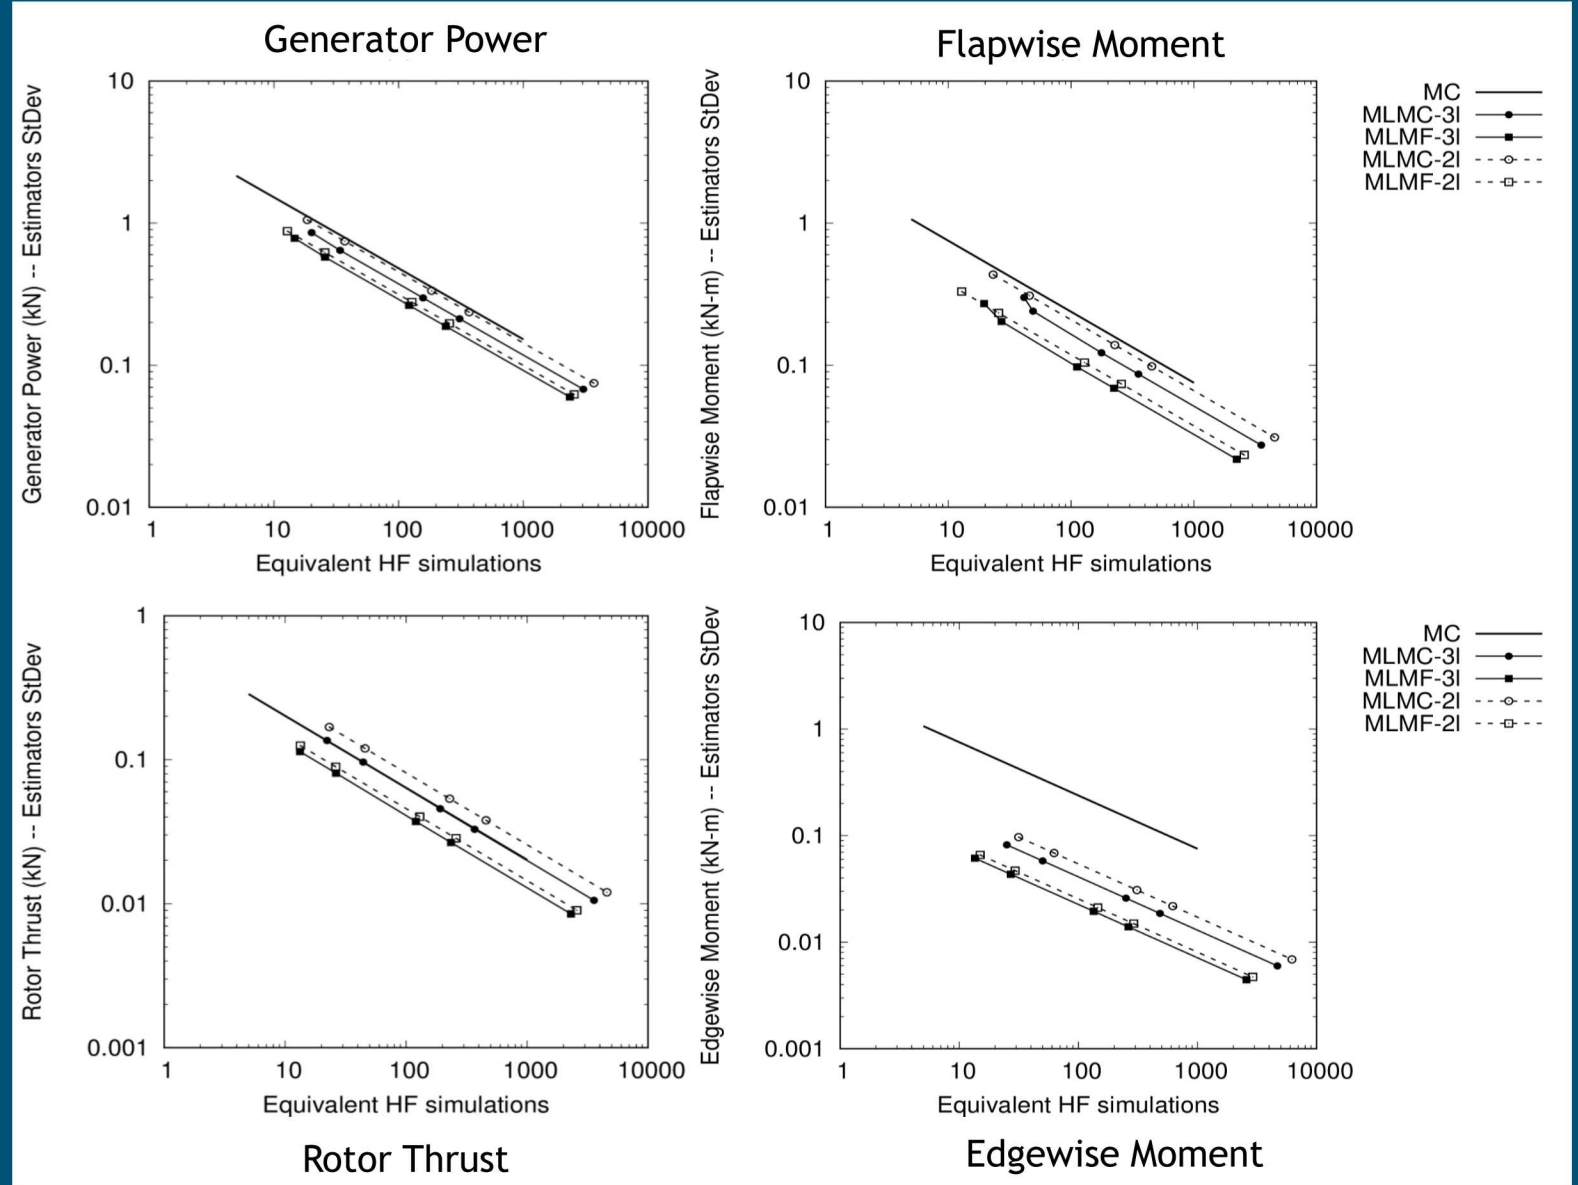 Generator Power
Generator Power (kN) -- Estimators StDev
10
1
0.1
0.01
1 10 100 1000 10000
Equivalent HF simulations
Flapwise Moment
Flapwise Moment (kN-m) -- Estimators StDev
10
1
0.1
0.01
1 10 100 1000 10000
Equivalent HF simulations
MC
MLMC-3l
MLMF-3l
MLMC-2l
MLMF-2l
Rotor Thrust (kN) -- Estimators StDev
1
0.1
0.01
0.001
1 10 100 1000 10000
Equivalent HF simulations
Rotor Thrust
Edgewise Moment (kN-m) -- Estimators StDev
10
1
0.1
0.01
0.001
1 10 100 1000 10000
Equivalent HF simulations
MC
MLMC-3l
MLMF-3l
MLMC-2l
MLMF-2l
Edgewise Moment